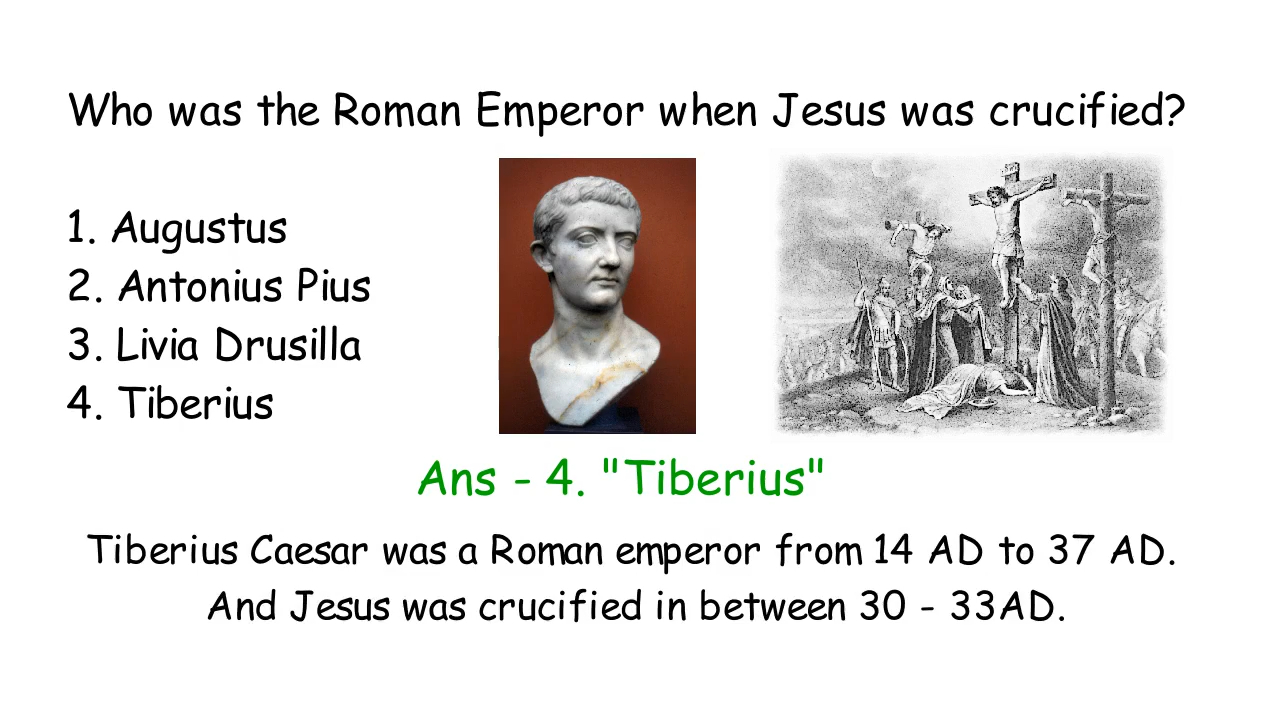 Who was the Roman Emperor when Jesus was crucified?
1. Augustus
2. Antonius Pius
3. Livia Drusilla
4. Tiberius
Ans - 4. "Tiberius"
Tiberius Caesar was a Roman emperor from 14 AD to 37 AD.
And Jesus was crucified in between 30 - 33AD.